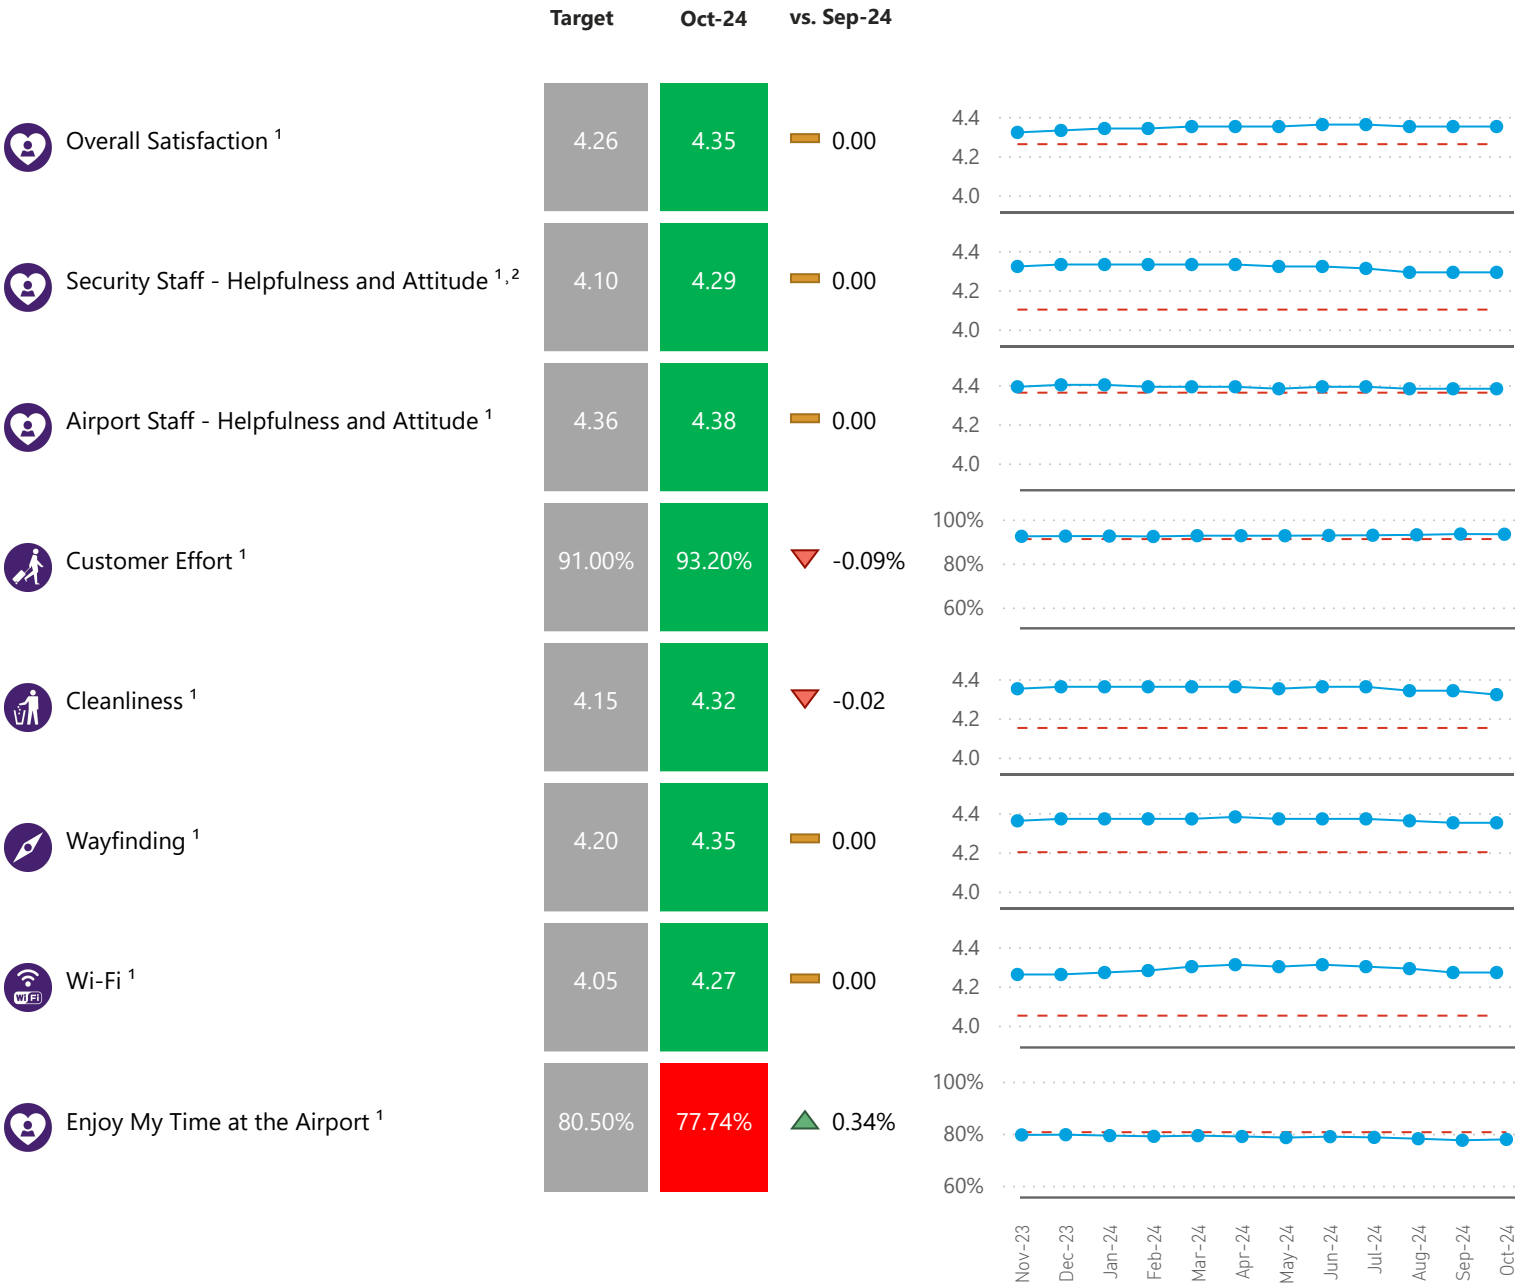 Target Oct-24 vs. Sep-24
Overall Satisfaction ¹ 4.26 4.35 0.00
4.4
4.2
4.0
Security Staff - Helpfulness and Attitude ¹,² 4.10 4.29 0.00
4.4
4.2
4.0
Airport Staff - Helpfulness and Attitude ¹ 4.36 4.38 0.00
4.4
4.2
4.0
Customer Effort ¹ 91.00% 93.20% -0.09%
100%
80%
60%
Cleanliness ¹ 4.15 4.32 -0.02
4.4
4.2
4.0
Wayfinding ¹ 4.20 4.35 0.00
4.4
4.2
4.0
WiFi
Wi-Fi ¹ 4.05 4.27 0.00
4.4
4.2
4.0
Enjoy My Time at the Airport ¹ 80.50% 77.74% 0.34%
100%
80%
60%
Nov-23 Dec-23 Jan-24 Feb-24 Mar-24 Apr-24 May-24 Jun-24 Jul-24 Aug-24 Sep-24 Oct-24